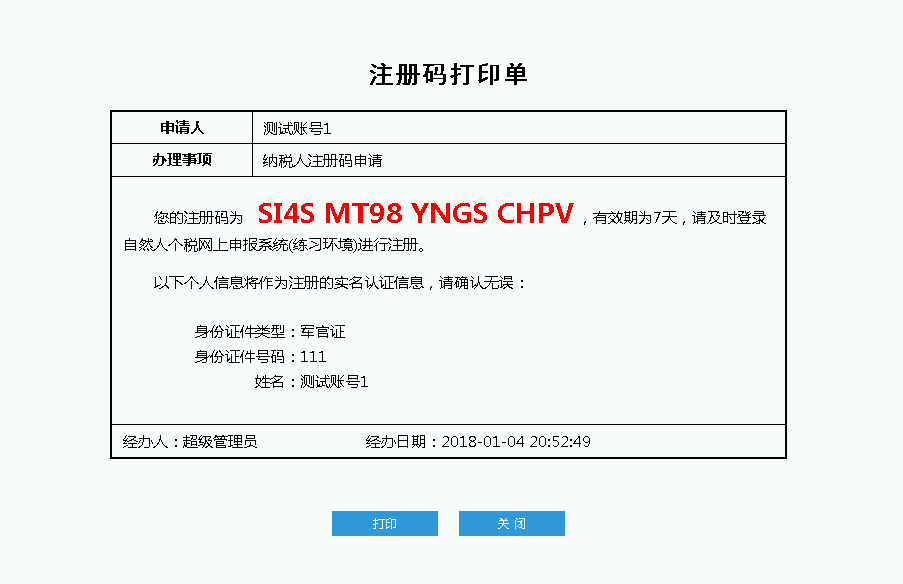 注册码打印单
申请人 测试账号1
办理事项 纳税人注册码申请
您的注册码为 SI4S MT98 YNGS CHPV ，有效期为7天，请及时登录
自然人个税网上申报系统(练习环境)进行注册。
以下个人信息将作为注册的实名认证信息，请确认无误：
身份证件类型：军官证
身份证件号码：111
姓名：测试账号1
经办人：超级管理员 经办日期：2018-01-04 20:52:49
打印 关 闭